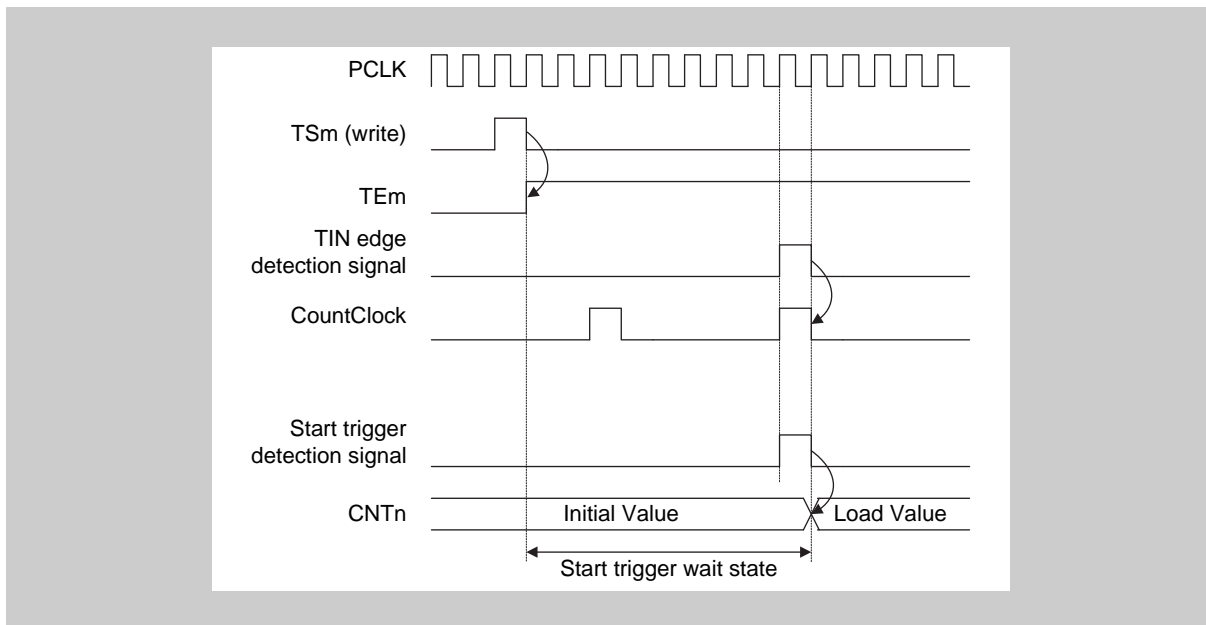 PCLK
TSm (write)
TEm
TIN edge
detection signal
CountClock
Start trigger
detection signal
CNTn
Initial Value
Load Value
Start trigger wait state